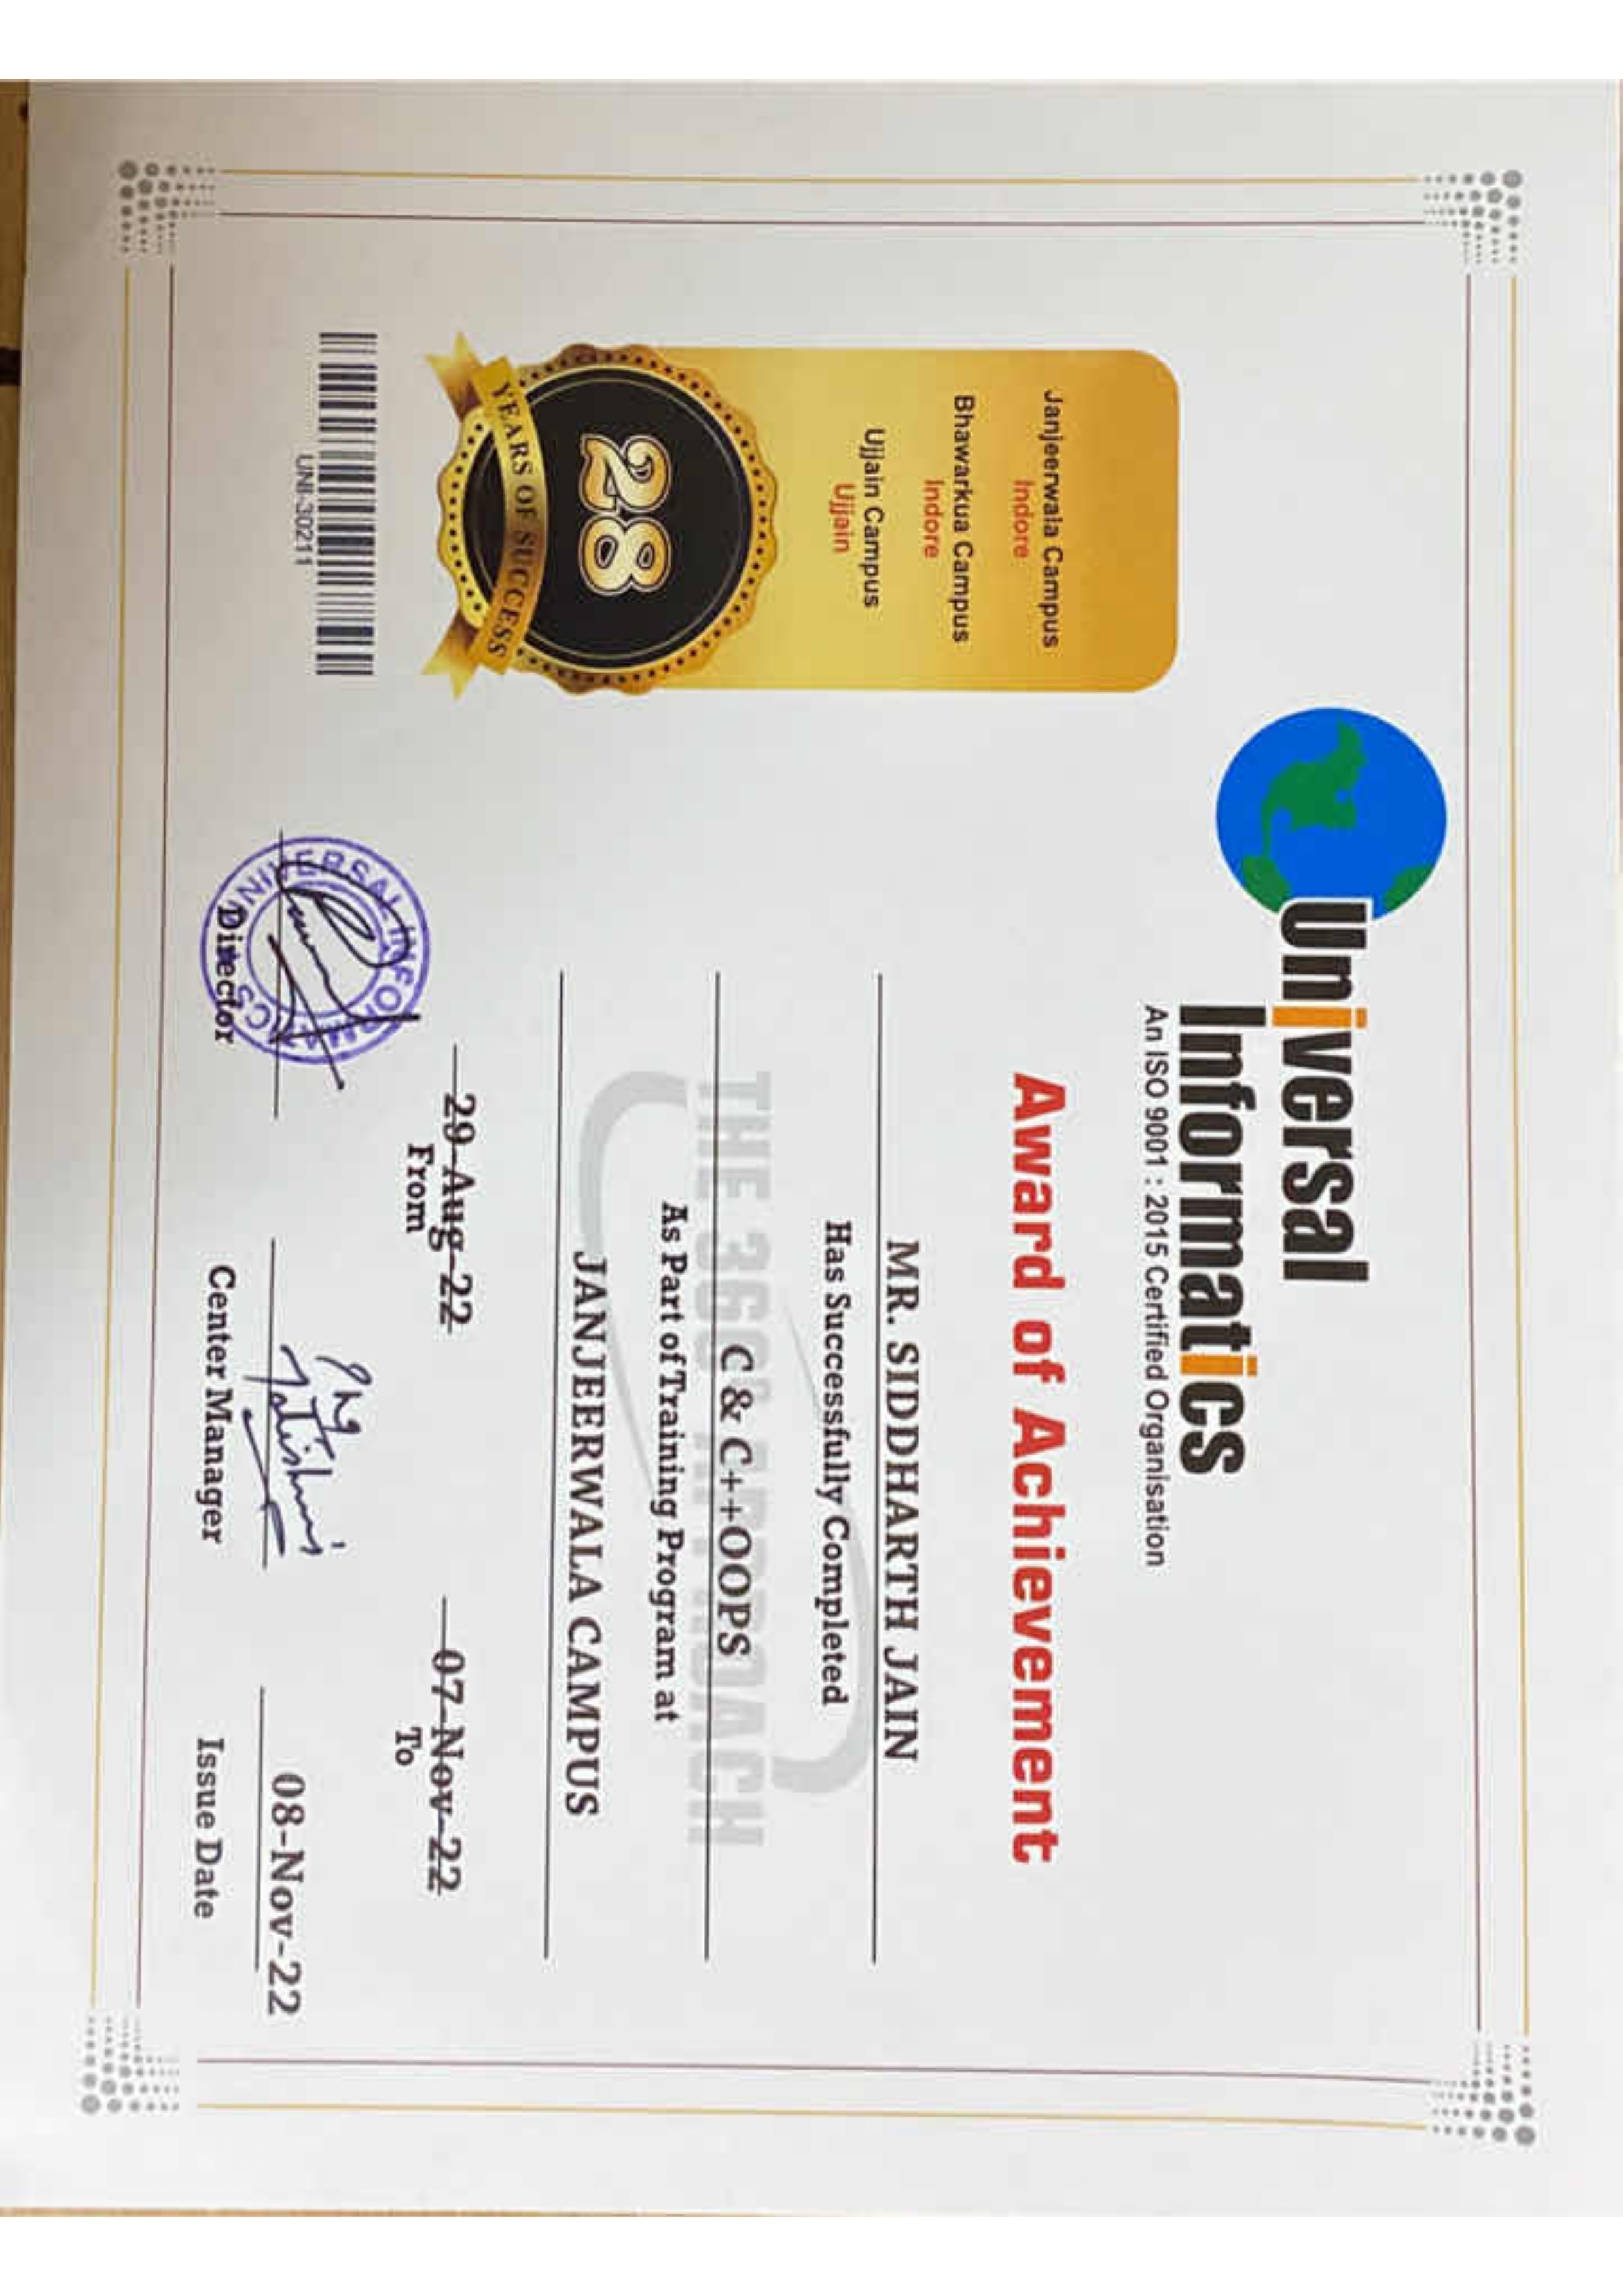 Universal
Informatics
An ISO 9001 : 2015 Certified Organisation
Award of Achievement
Janjeerwala Campus
Indore
Bhawarkua Campus
Indore
Ujjain Campus
Ujjain
28
YEARS OF SUCCESS
UNI-30211
MR. SIDDHARTH JAIN
Has Successfully Completed
THE 360° APPROACH
C & C++OOPS
As Part of Training Program at
JANJEERWALA CAMPUS
29-Aug-22
From
07-Nov-22
To
UNIVERSAL INFORMATICS
Director
Center Manager
08-Nov-22
Issue Date